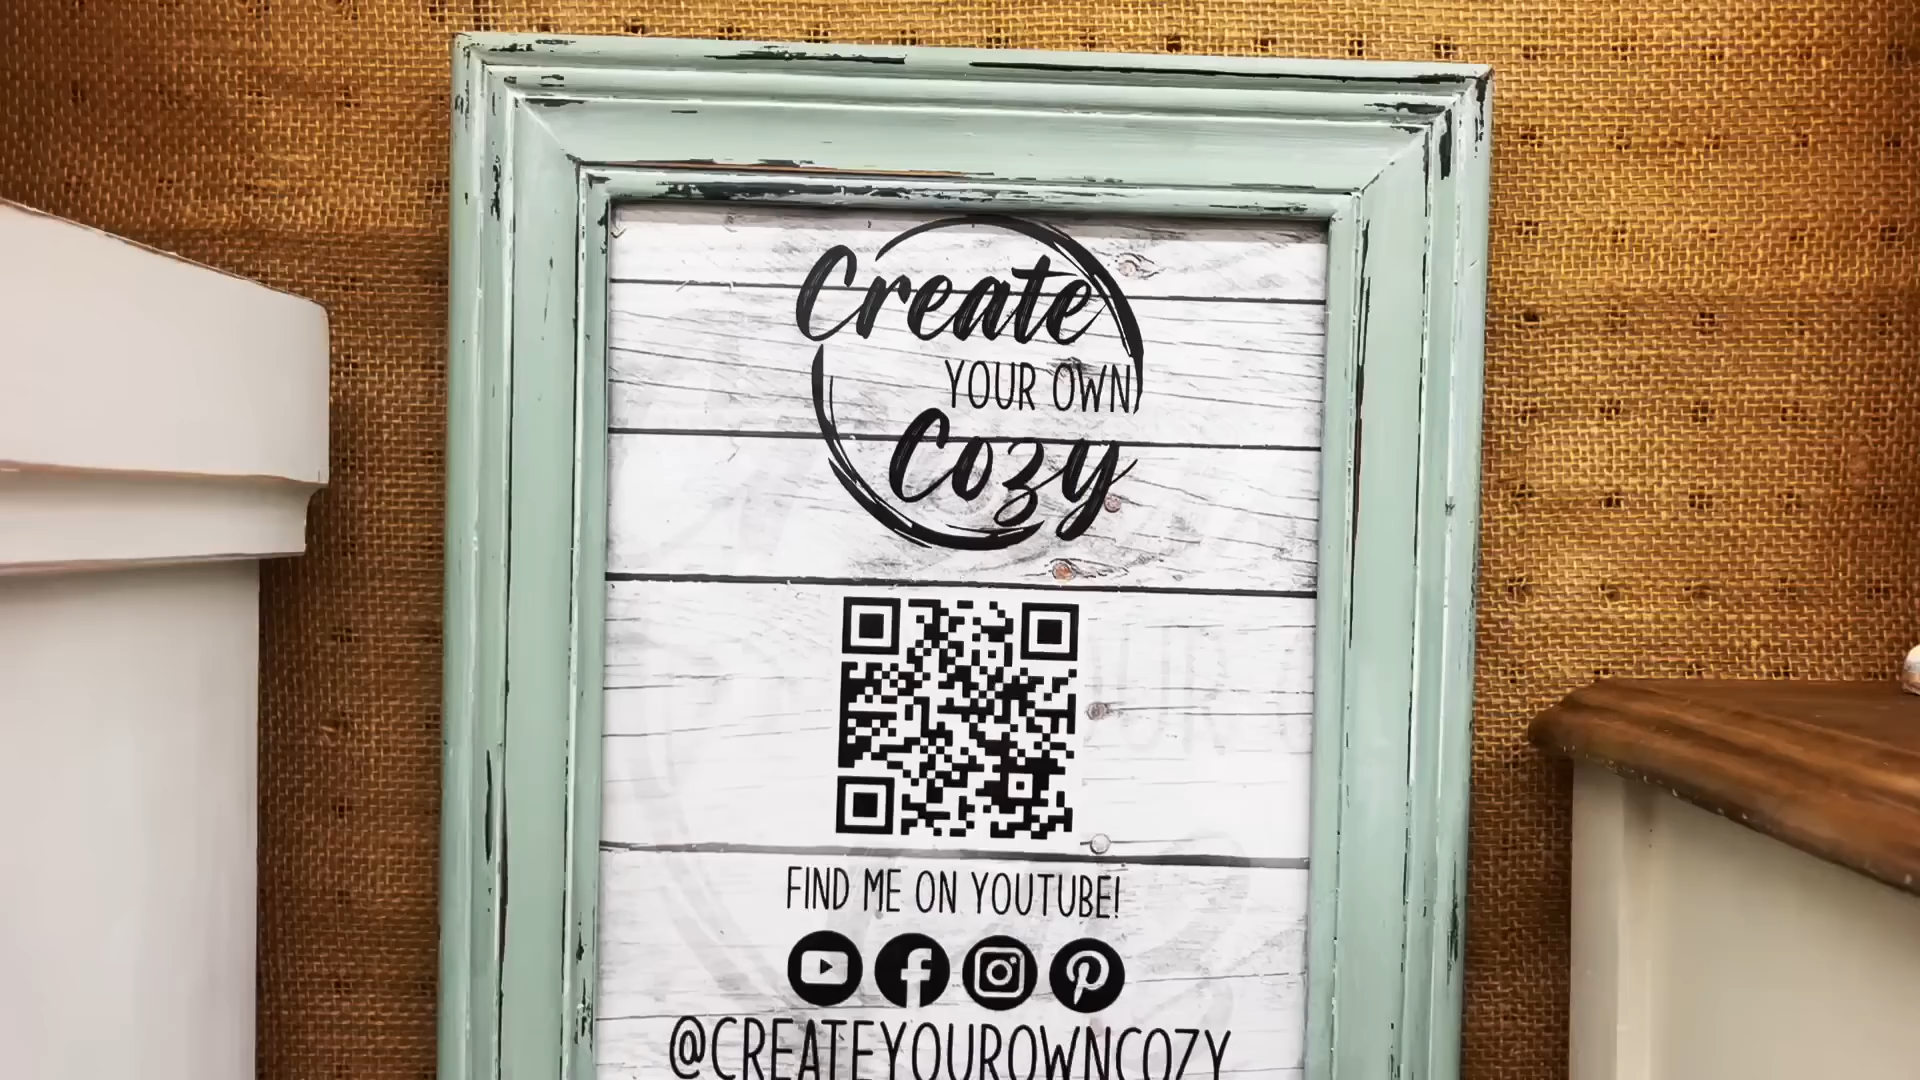 Create
YOUR OWN
Cozy
FIND ME ON YOUTUBE!
@CREATEYOUROWNCOZY